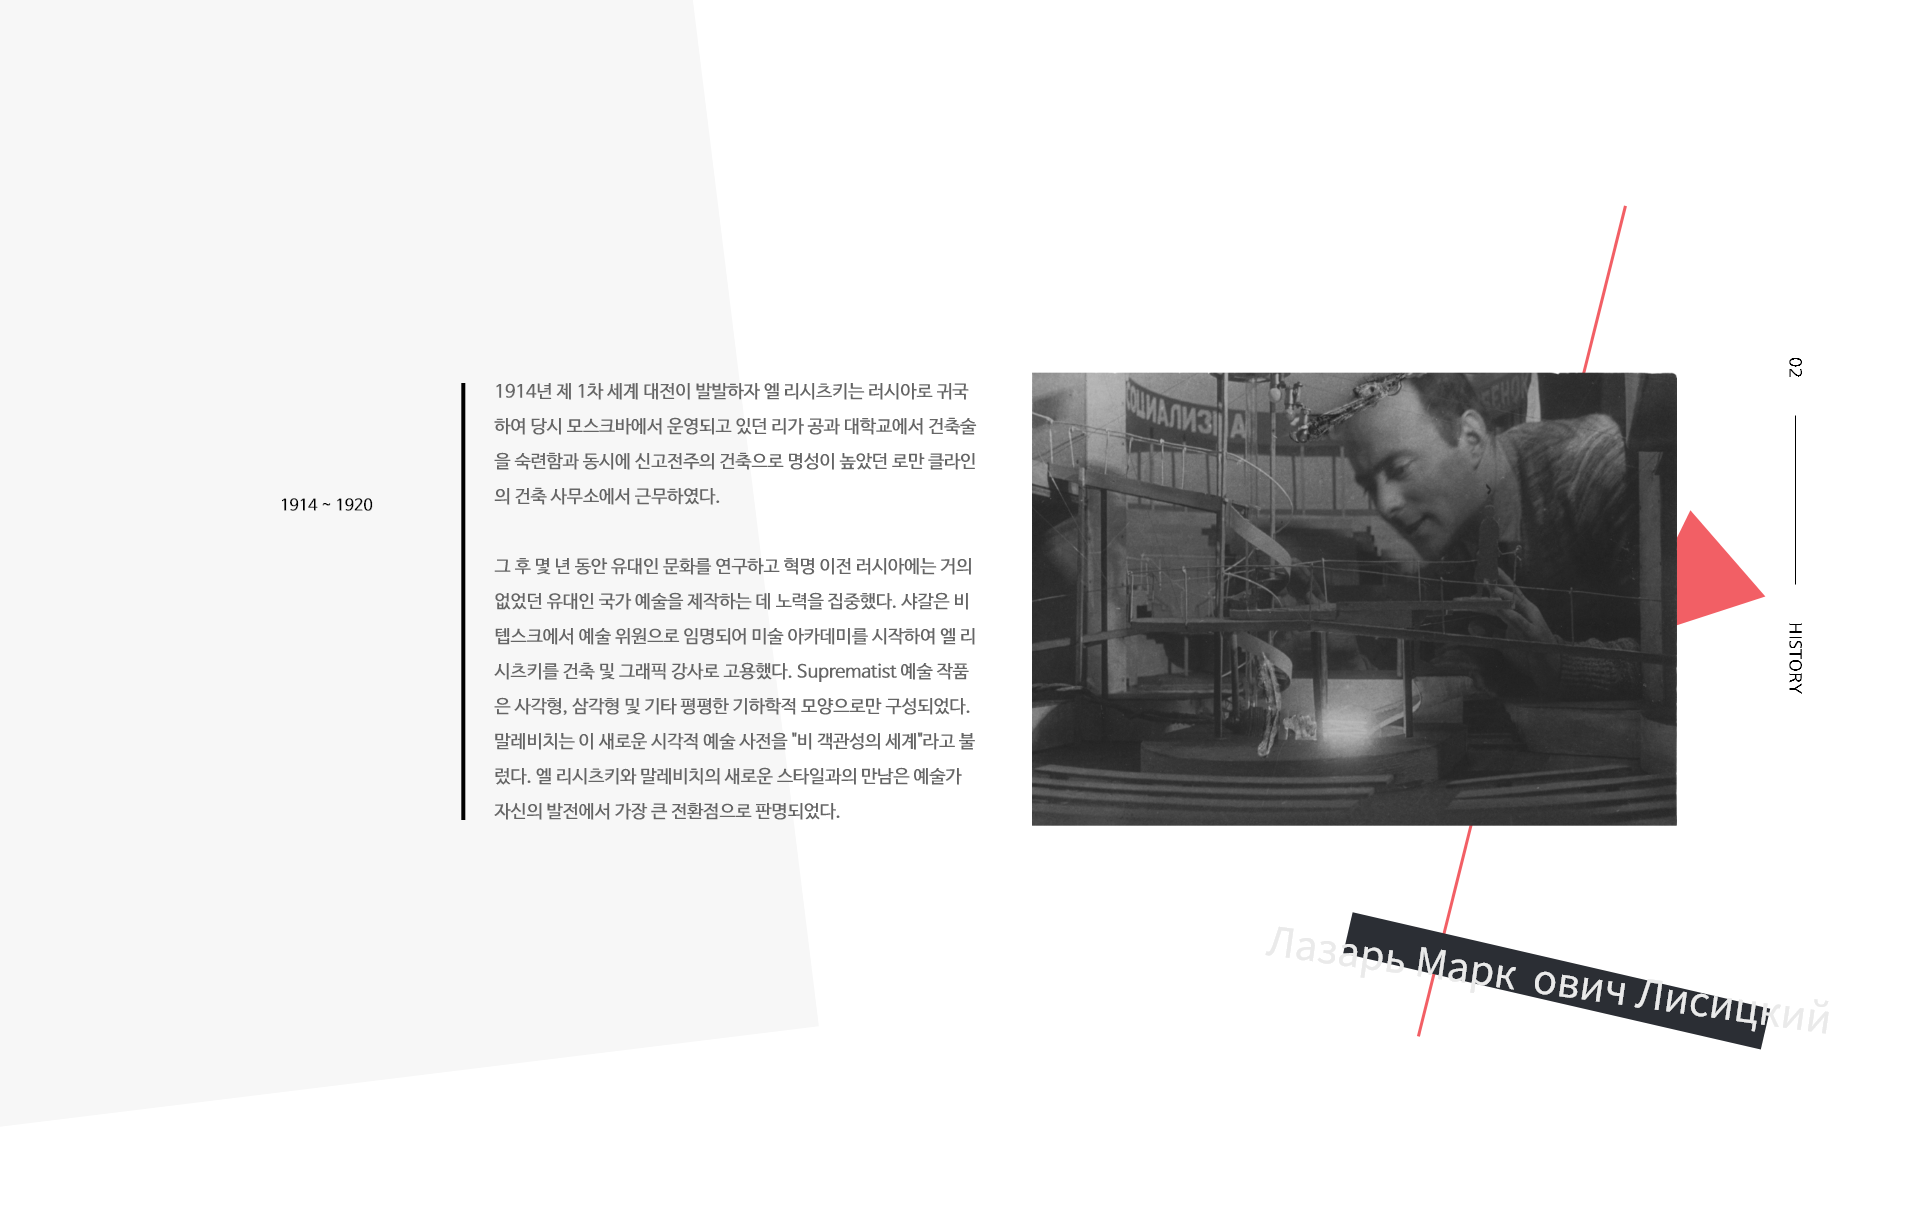 1914 ~ 1920
1914년 제 1차 세계 대전이 발발하자 엘 리시츠키는 러시아로 귀국
하여 당시 모스크바에서 운영되고 있던 리가 공과 대학교에서 건축술
을 숙련함과 동시에 신고전주의 건축으로 명성이 높았던 로만 클라인
의 건축 사무소에서 근무하였다.
그 후 몇 년 동안 유대인 문화를 연구하고 혁명 이전 러시아에는 거의
없었던 유대인 국가 예술을 제작하는 데 노력을 집중했다. 샤갈은 비
텝스크에서 예술 위원으로 임명되어 미술 아카데미를 시작하여 엘 리
시츠키를 건축 및 그래픽 강사로 고용했다. Suprematist 예술 작품
은 사각형, 삼각형 및 기타 평평한 기하학적 모양으로만 구성되었다.
말레비치는 이 새로운 시각적 예술 사전을 "비 객관성의 세계"라고 불
렀다. 엘 리시츠키와 말레비치의 새로운 스타일과의 만남은 예술가
자신의 발전에서 가장 큰 전환점으로 판명되었다.
02
HISTORY
Лазарь Марк ович Лисицкий